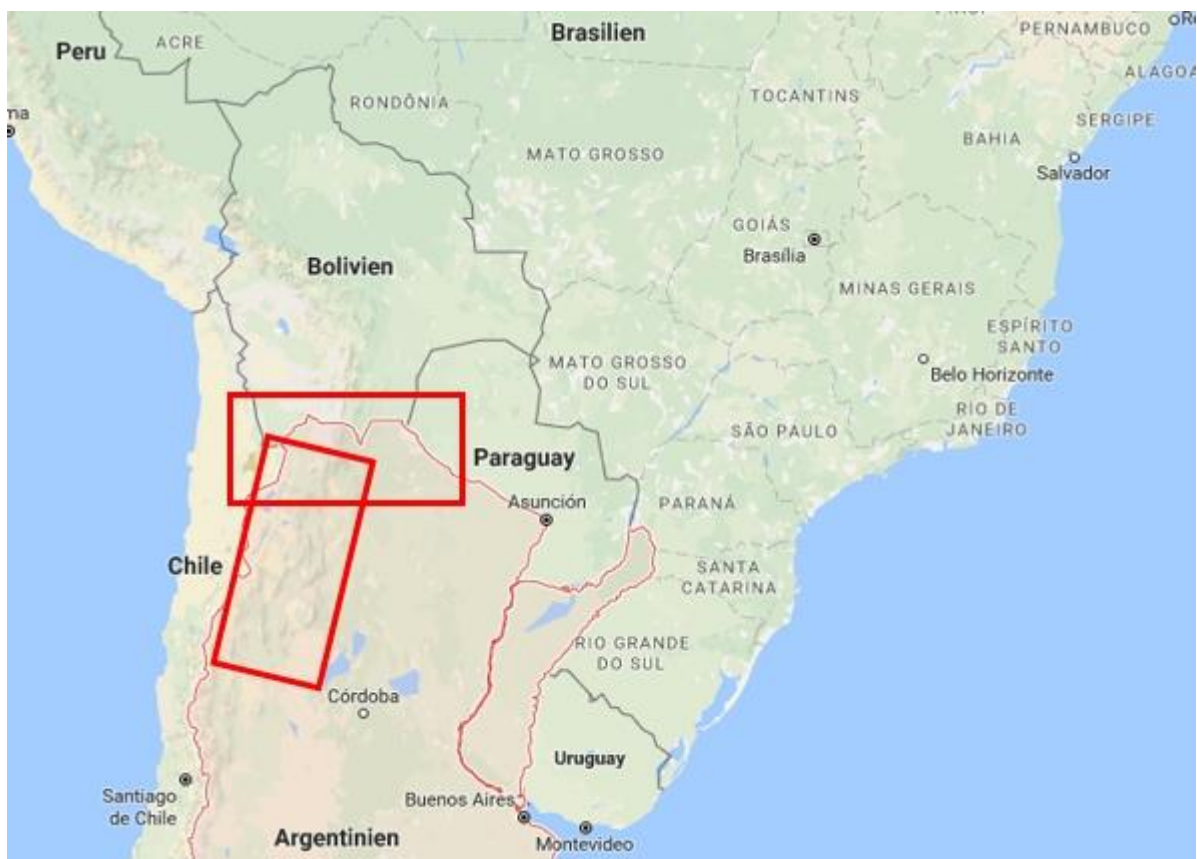 Brasilien
PERNAMBUCO
Peru
ACRE
ALAGOA
TOCANTINS
RONDÔNIA
SERGIPE
ma
BAHIA
MATO GROSSO
Salvador
GOIÁS
Brasília
Bolivien
MINAS GERAIS
ESPÍRITO
SANTO
MATO GROSSO
DO SUL
Belo Horizonte
RIO DE
JANEIRO
SÃO PAULO
Paraguay
Asunción
PARANÁ
Chile
SANTA
CATARINA
RIO GRANDE
DO SUL
Córdoba
Uruguay
Santiago
de Chile
Buenos Aires
Argentinien
Montevideo